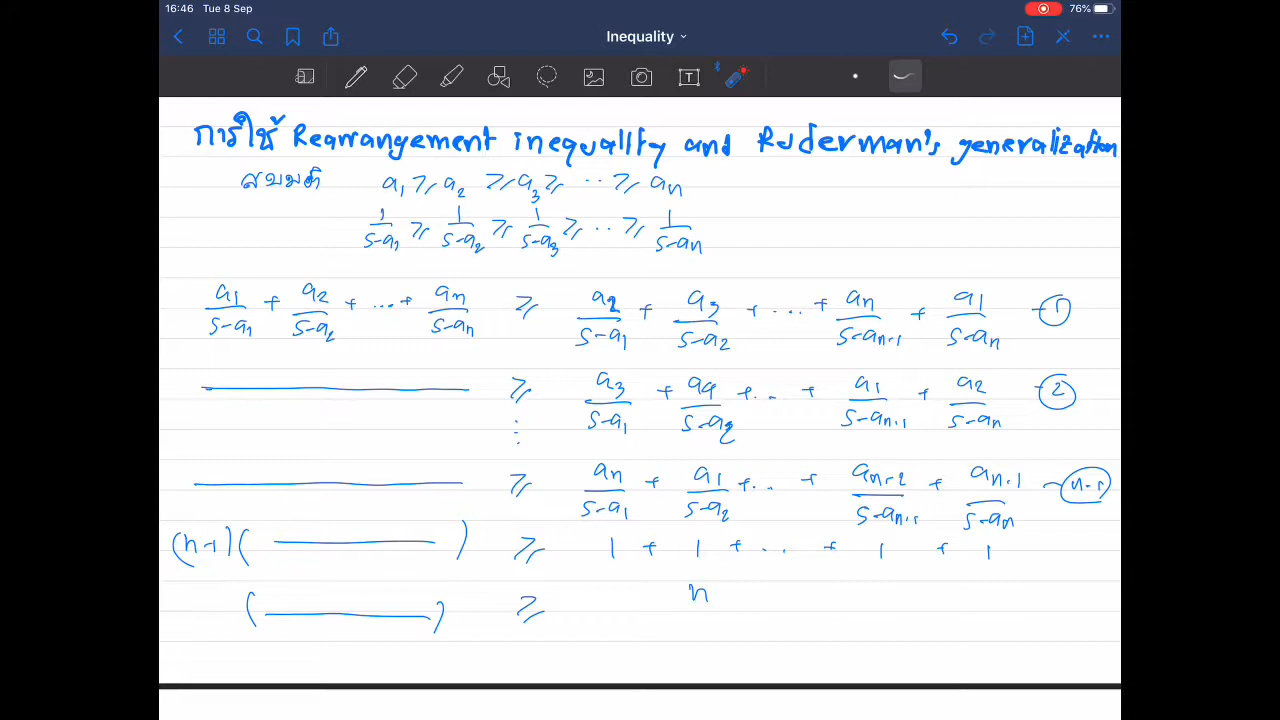 16:46 Tue 8 Sep 76%
Inequality
การใช้ Rearrangement inequality and Ruderman's generalization
สมมติ a₁ ≥ a₂ ≥ a₃ ≥ ... ≥ aₙ
1/(s-a₁) ≥ 1/(s-a₂) ≥ 1/(s-a₃) ≥ ... ≥ 1/(s-aₙ)
a₁/(s-a₁) + a₂/(s-a₂) + ... + aₙ/(s-aₙ) ≥ a₂/(s-a₁) + a₃/(s-a₂) + ... + aₙ/(s-aₙ₋₁) + a₁/(s-aₙ) —①
≥ a₃/(s-a₁) + a₄/(s-a₂) + ... + a₁/(s-aₙ₋₁) + a₂/(s-aₙ) —②
⋮
≥ aₙ/(s-a₁) + a₁/(s-a₂) + ... + aₙ₋₂/(s-aₙ₋₁) + aₙ₋₁/(s-aₙ) —(n-1)
(n-1)( ) ≥ 1 + 1 + ... + 1 + 1
( ) ≥ n